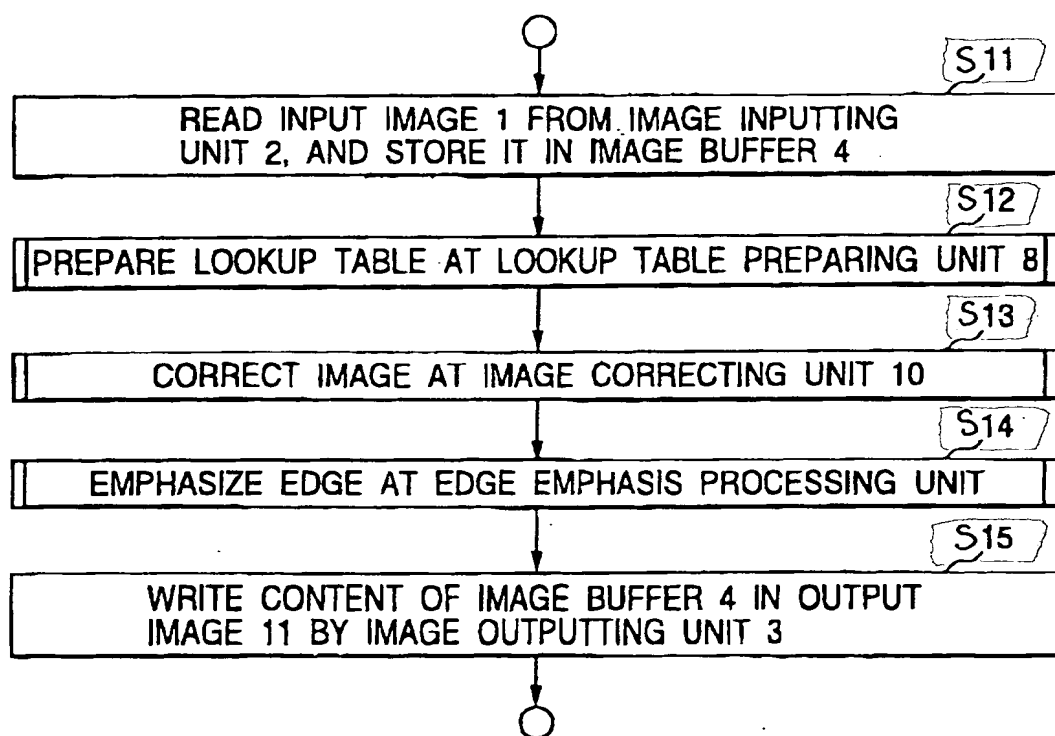 S11
READ INPUT IMAGE 1 FROM IMAGE INPUTTING
UNIT 2, AND STORE IT IN IMAGE BUFFER 4
S12
PREPARE LOOKUP TABLE AT LOOKUP TABLE PREPARING UNIT 8
S13
CORRECT IMAGE AT IMAGE CORRECTING UNIT 10
S14
EMPHASIZE EDGE AT EDGE EMPHASIS PROCESSING UNIT
S15
WRITE CONTENT OF IMAGE BUFFER 4 IN OUTPUT
IMAGE 11 BY IMAGE OUTPUTTING UNIT 3